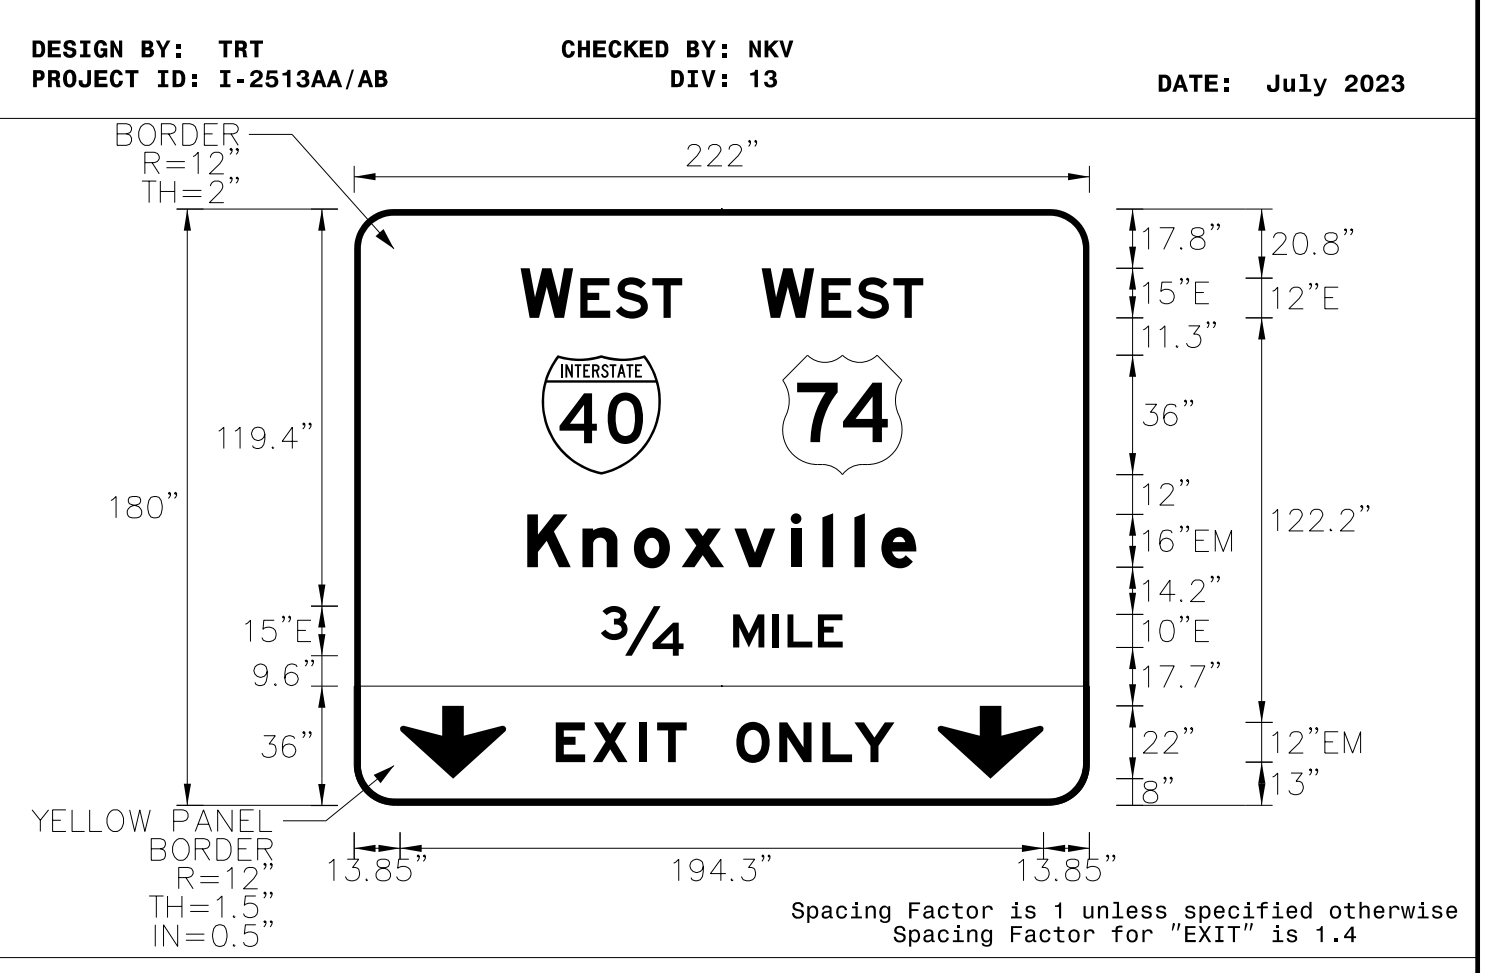 DESIGN BY: TRT
PROJECT ID: I-2513AA/AB
CHECKED BY: NKV
DIV: 13
DATE: July 2023
BORDER
R=12"
TH=2"
222"
17.8"
20.8"
15"E
12"E
11.3"
36"
12"
16"EM
14.2"
10"E
17.7"
122.2"
22"
12"EM
8"
13"
119.4"
180"
15"E
9.6"
36"
WEST WEST
INTERSTATE
40
74
Knoxville
3/4 MILE
EXIT ONLY
YELLOW PANEL
BORDER
R=12"
TH=1.5"
IN=0.5"
13.85"
194.3"
13.85"
Spacing Factor is 1 unless specified otherwise
Spacing Factor for "EXIT" is 1.4